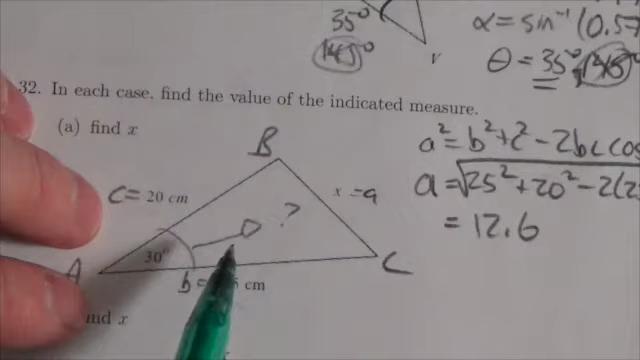 35°
145°
α = sin⁻¹ (0.57
θ = 35°, 145°
V
32. In each case, find the value of the indicated measure.
(a) find x
a² = b² + c² - 2bc cos
a = √25² + 20² - 2(2
= 12.6
B
c = 20 cm
x = a
?
30°
A
C
b = cm
x